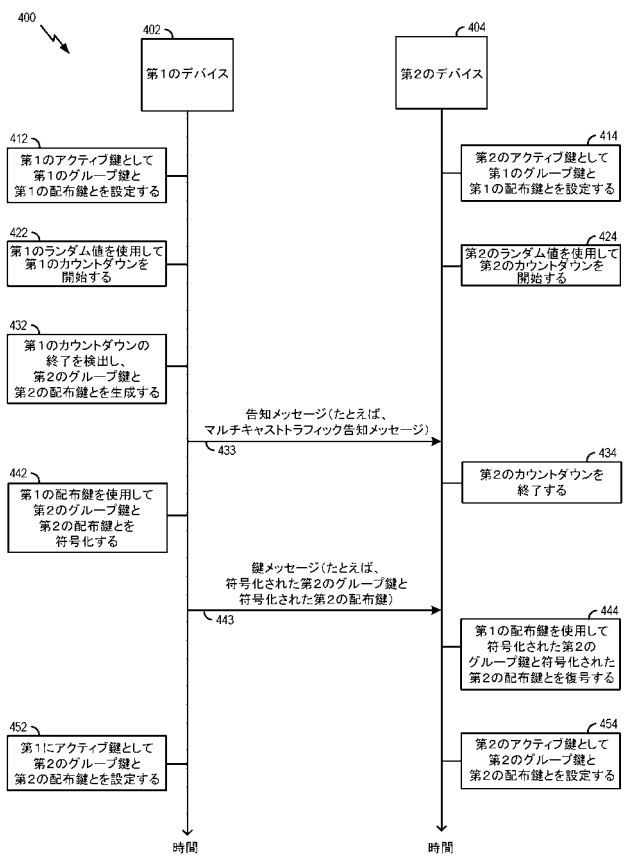 400
402
404
第1のデバイス
第2のデバイス
412
第1のアクティブ鍵として
第1のグループ鍵と
第1の配布鍵とを設定する
414
第2のアクティブ鍵として
第1のグループ鍵と
第1の配布鍵とを設定する
422
第1のランダム値を使用して
第1のカウントダウンを
開始する
424
第2のランダム値を使用して
第2のカウントダウンを
開始する
432
第1のカウントダウンの
終了を検出し、
第2のグループ鍵と
第2の配布鍵とを生成する
告知メッセージ(たとえば、
マルチキャストトラフィック告知メッセージ)
433
434
第2のカウントダウンを
終了する
442
第1の配布鍵を使用して
第2のグループ鍵と
第2の配布鍵とを
符号化する
鍵メッセージ(たとえば、
符号化された第2のグループ鍵と
符号化された第2の配布鍵)
443
444
第1の配布鍵を使用して
符号化された第2の
グループ鍵と符号化された
第2の配布鍵とを復号する
452
第1にアクティブ鍵として
第2のグループ鍵と
第2の配布鍵とを設定する
454
第2のアクティブ鍵として
第2のグループ鍵と
第2の配布鍵とを設定する
時間
時間